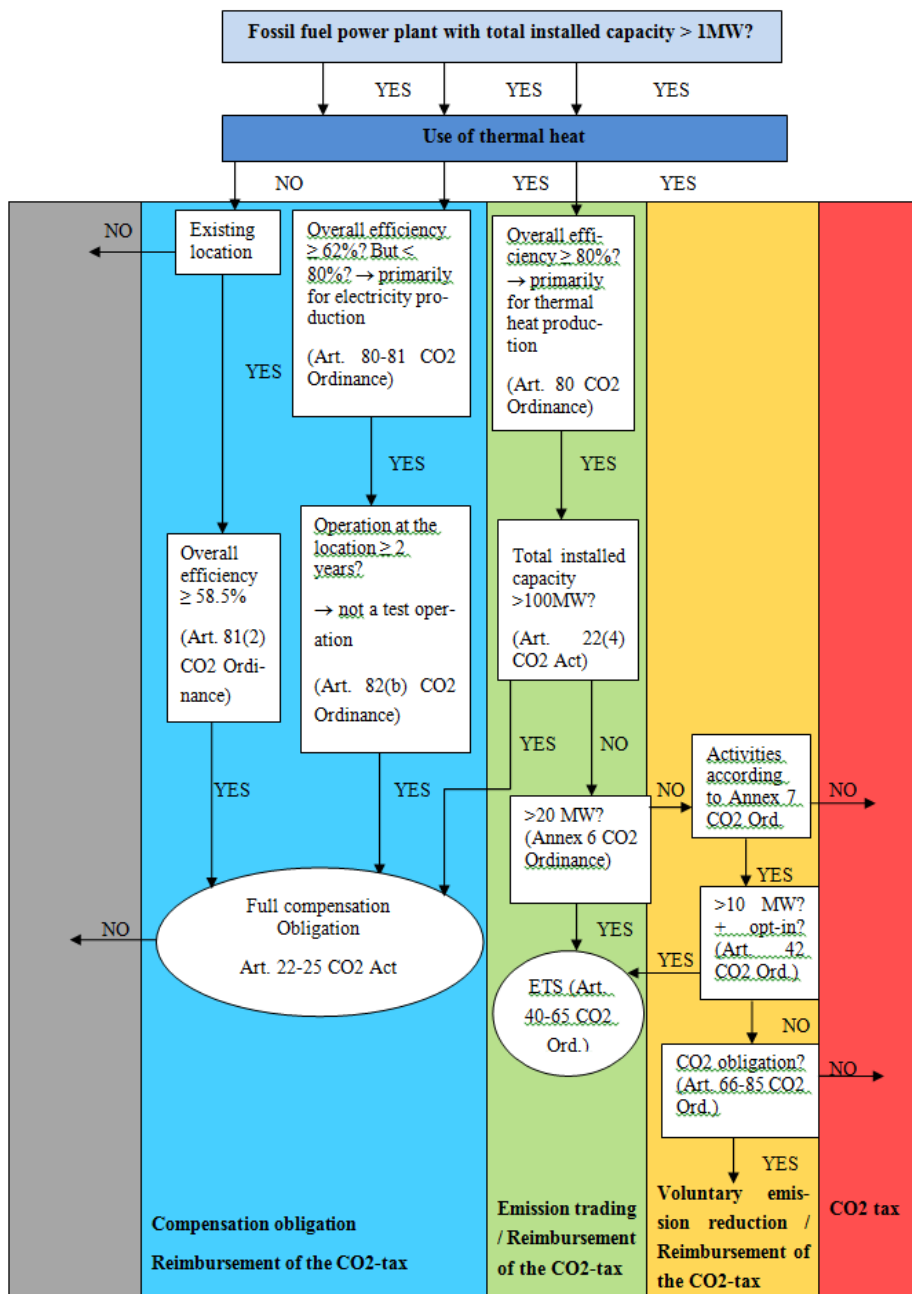 Fossil fuel power plant with total installed capacity > 1MW?
YES
YES
YES
Use of thermal heat
NO
YES
YES
NO
Existing
location
Overall efficiency
≥ 62%? But <
80%? → primarily
for electricity pro-
duction
(Art. 80-81 CO2
Ordinance)
Overall effi-
ciency ≥ 80%?
→ primarily
for thermal
heat produc-
tion
(Art. 80 CO2
Ordinance)
YES
YES
YES
Overall
efficiency
≥ 58.5%
(Art. 81(2)
CO2 Ordi-
nance)
Operation at the
location ≥ 2
years?
→ not a test oper-
ation
(Art. 82(b) CO2
Ordinance)
Total installed
capacity
>100MW?
(Art. 22(4)
CO2 Act)
YES
YES
YES
NO
>20 MW?
(Annex 6 CO2
Ordinance)
NO
Activities
according
to Annex 7
CO2 Ord.
NO
YES
NO
Full compensation
Obligation
Art. 22-25 CO2 Act
YES
>10 MW?
+ opt-in?
(Art. 42
CO2 Ord.)
YES
ETS (Art.
40-65 CO2
Ord.)
NO
CO2 obligation?
(Art. 66-85 CO2
Ord.)
NO
YES
Compensation obligation
Reimbursement of the CO2-tax
Emission trading
/ Reimbursement
of the CO2-tax
Voluntary emis-
sion reduction /
Reimbursement of
the CO2-tax
CO2 tax